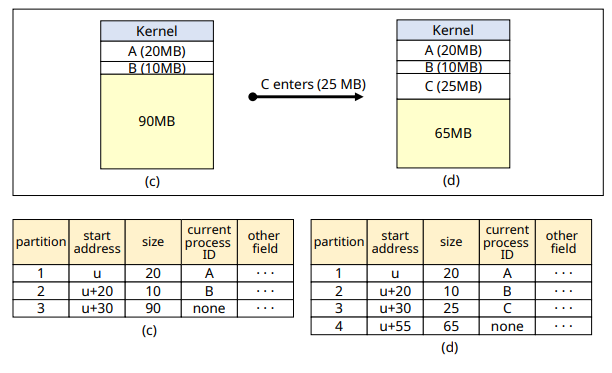 Kernel
A (20MB)
B (10MB)
90MB
(c)
C enters (25 MB)
Kernel
A (20MB)
B (10MB)
C (25MB)
65MB
(d)
partition start address size current process ID other field
1 u 20 A ···
2 u+20 10 B ···
3 u+30 90 none ···
(c)
partition start address size current process ID other field
1 u 20 A ···
2 u+20 10 B ···
3 u+30 25 C ···
4 u+55 65 none ···
(d)